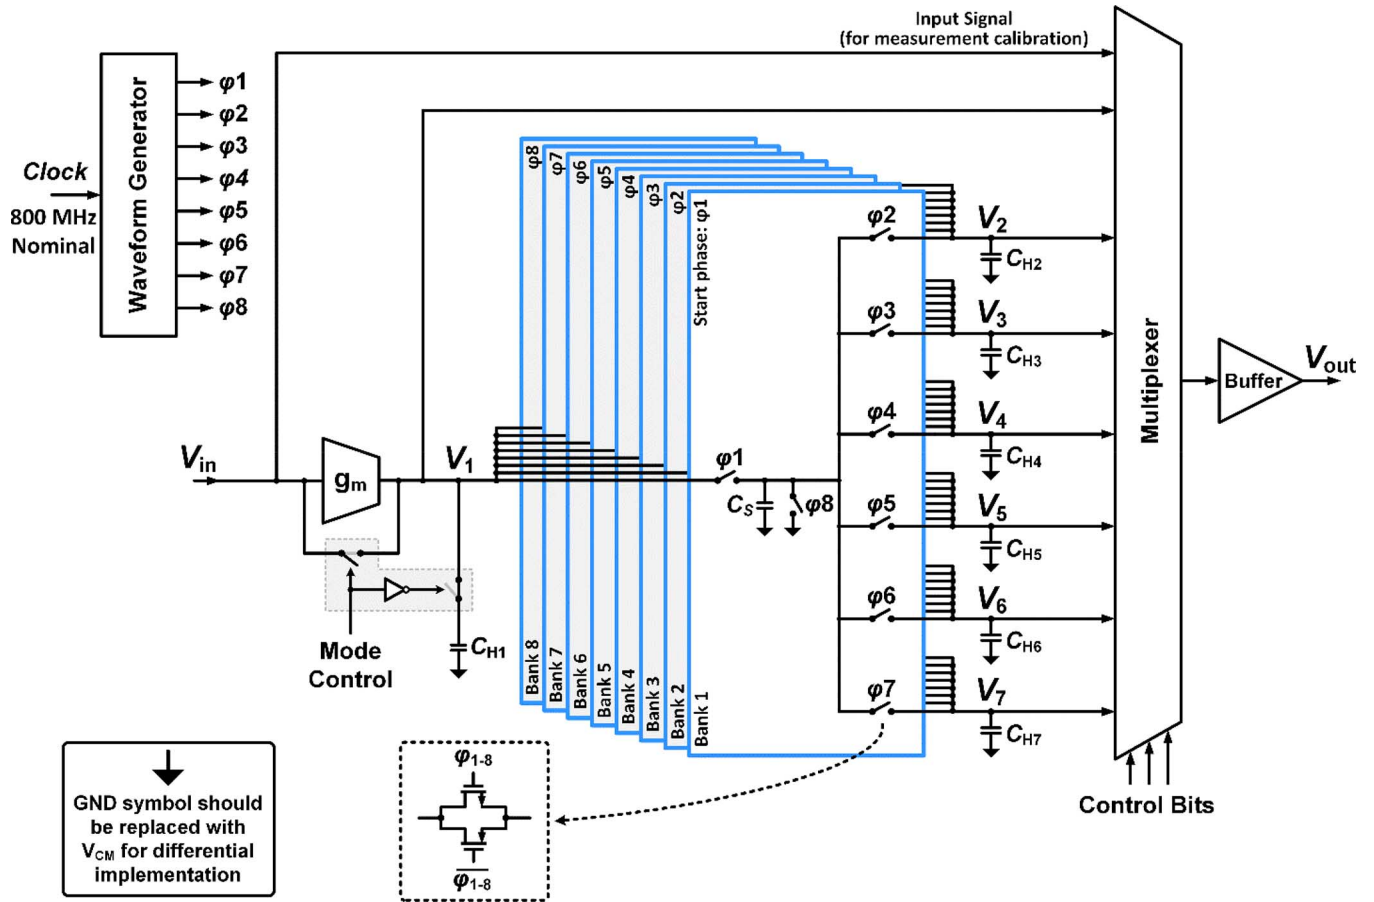 Input Signal
(for measurement calibration)
Clock
800 MHz
Nominal
Waveform Generator
φ1
φ2
φ3
φ4
φ5
φ6
φ7
φ8
φ8
φ7
φ6
φ5
φ4
φ3
φ2
Start phase: φ1
Bank 8
Bank 7
Bank 6
Bank 5
Bank 4
Bank 3
Bank 2
Bank 1
Vin
gm
V1
Mode
Control
CH1
φ1
CS
φ8
φ2
V2
CH2
φ3
V3
CH3
φ4
V4
CH4
φ5
V5
CH5
φ6
V6
CH6
φ7
V7
CH7
Multiplexer
Buffer
Vout
Control Bits
φ1-8
φ1-8
GND symbol should
be replaced with
VCM for differential
implementation